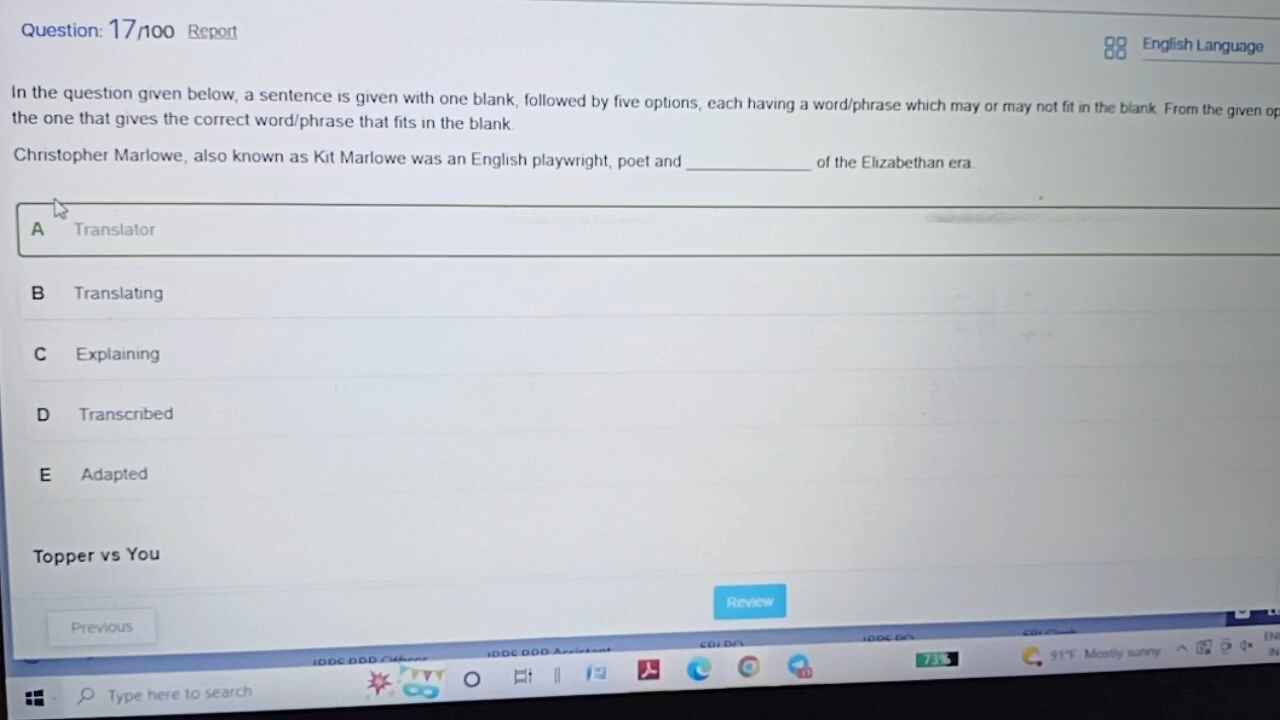 Question: 17/100 Report
English Language
In the question given below, a sentence is given with one blank, followed by five options, each having a word/phrase which may or may not fit in the blank. From the given op
the one that gives the correct word/phrase that fits in the blank.
Christopher Marlowe, also known as Kit Marlowe was an English playwright, poet and ____________ of the Elizabethan era.
A Translator
B Translating
C Explaining
D Transcribed
E Adapted
Topper vs You
Review
Previous
Type here to search
73%
91°F Mostly sunny